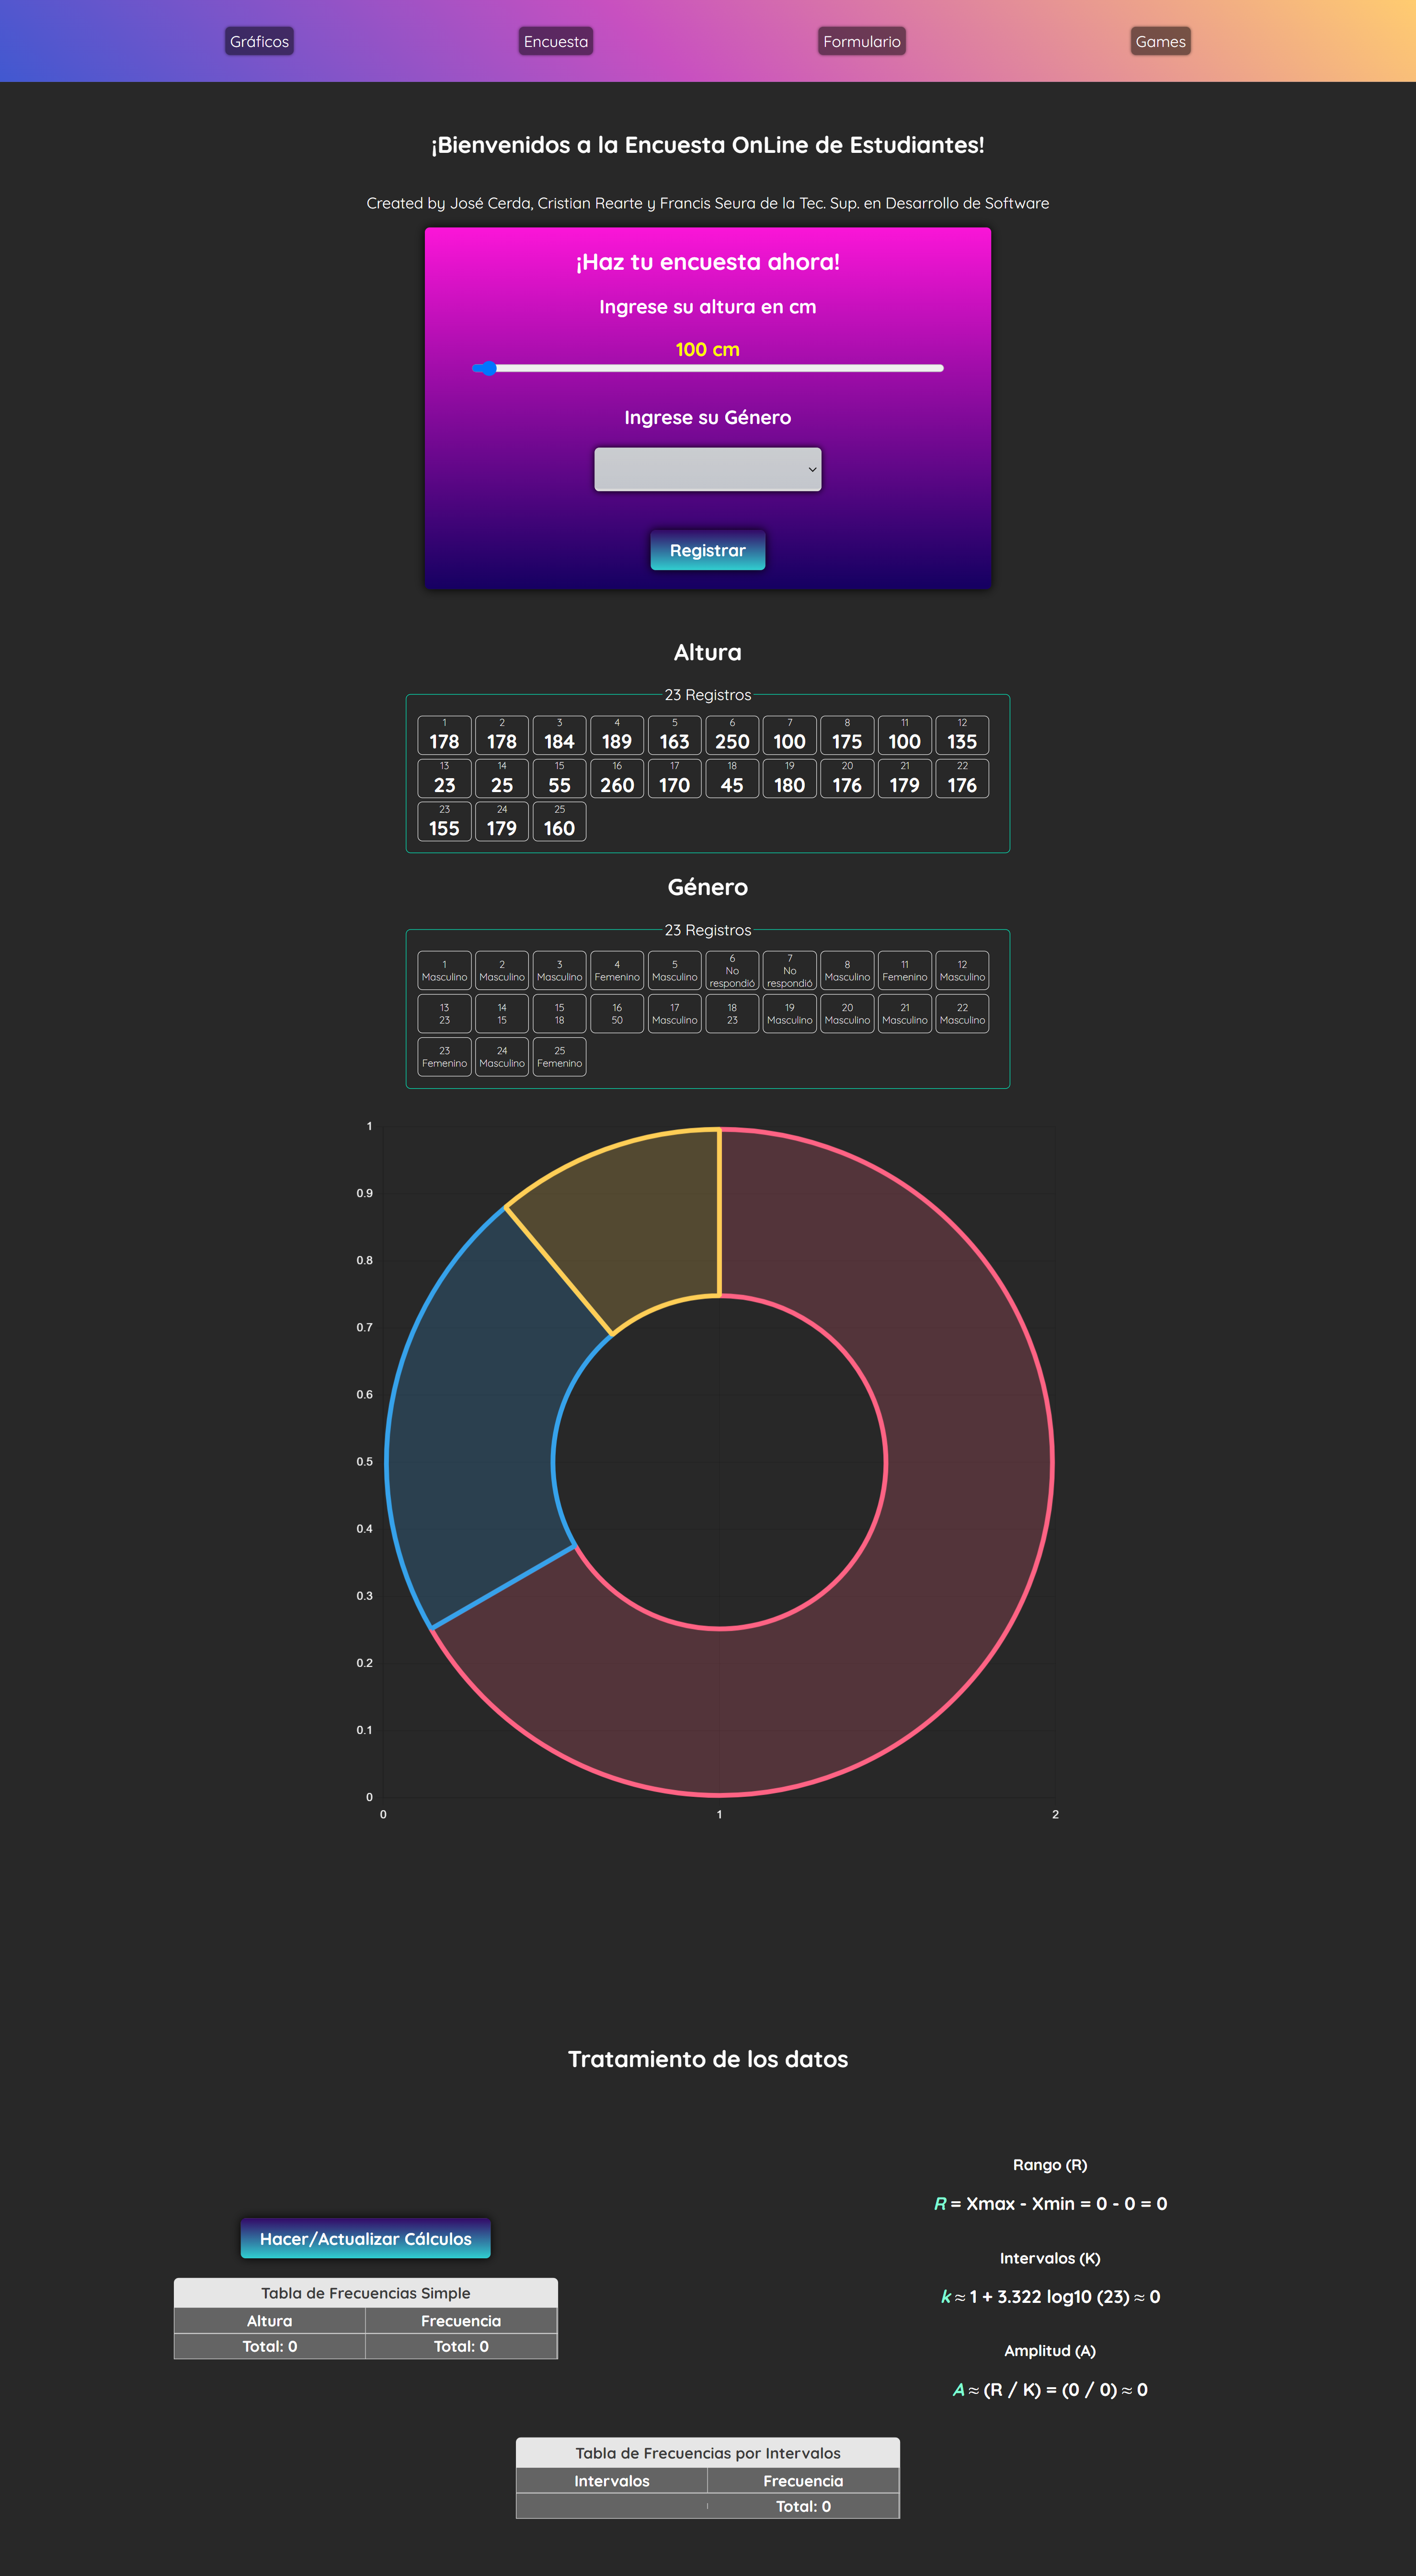 Gráficos Encuesta Formulario Games
¡Bienvenidos a la Encuesta OnLine de Estudiantes!
Created by José Cerda, Cristian Rearte y Francis Seura de la Tec. Sup. en Desarrollo de Software
¡Haz tu encuesta ahora!
Ingrese su altura en cm
100 cm
Ingrese su Género
Registrar
Altura
23 Registros
1 2 3 4 5 6 7 8 11 12
178 178 184 189 163 250 100 175 100 135
13 14 15 16 17 18 19 20 21 22
23 25 55 260 170 45 180 176 179 176
23 24 25
155 179 160
Género
23 Registros
1 Masculino
2 Masculino
3 Masculino
4 Femenino
5 Masculino
6 No respondió
7 No respondió
8 Masculino
11 Femenino
12 Masculino
13 23
14 15
15 18
16 50
17 Masculino
18 23
19 Masculino
20 Masculino
21 Masculino
22 Masculino
23 Femenino
24 Masculino
25 Femenino
1
0.9
0.8
0.7
0.6
0.5
0.4
0.3
0.2
0.1
0
0 1 2
Tratamiento de los datos
Hacer/Actualizar Cálculos
Tabla de Frecuencias Simple
Altura Frecuencia
Total: 0 Total: 0
Rango (R)
R = Xmax - Xmin = 0 - 0 = 0
Intervalos (K)
k ≈ 1 + 3.322 log10 (23) ≈ 0
Amplitud (A)
A ≈ (R / K) = (0 / 0) ≈ 0
Tabla de Frecuencias por Intervalos
Intervalos Frecuencia
Total: 0